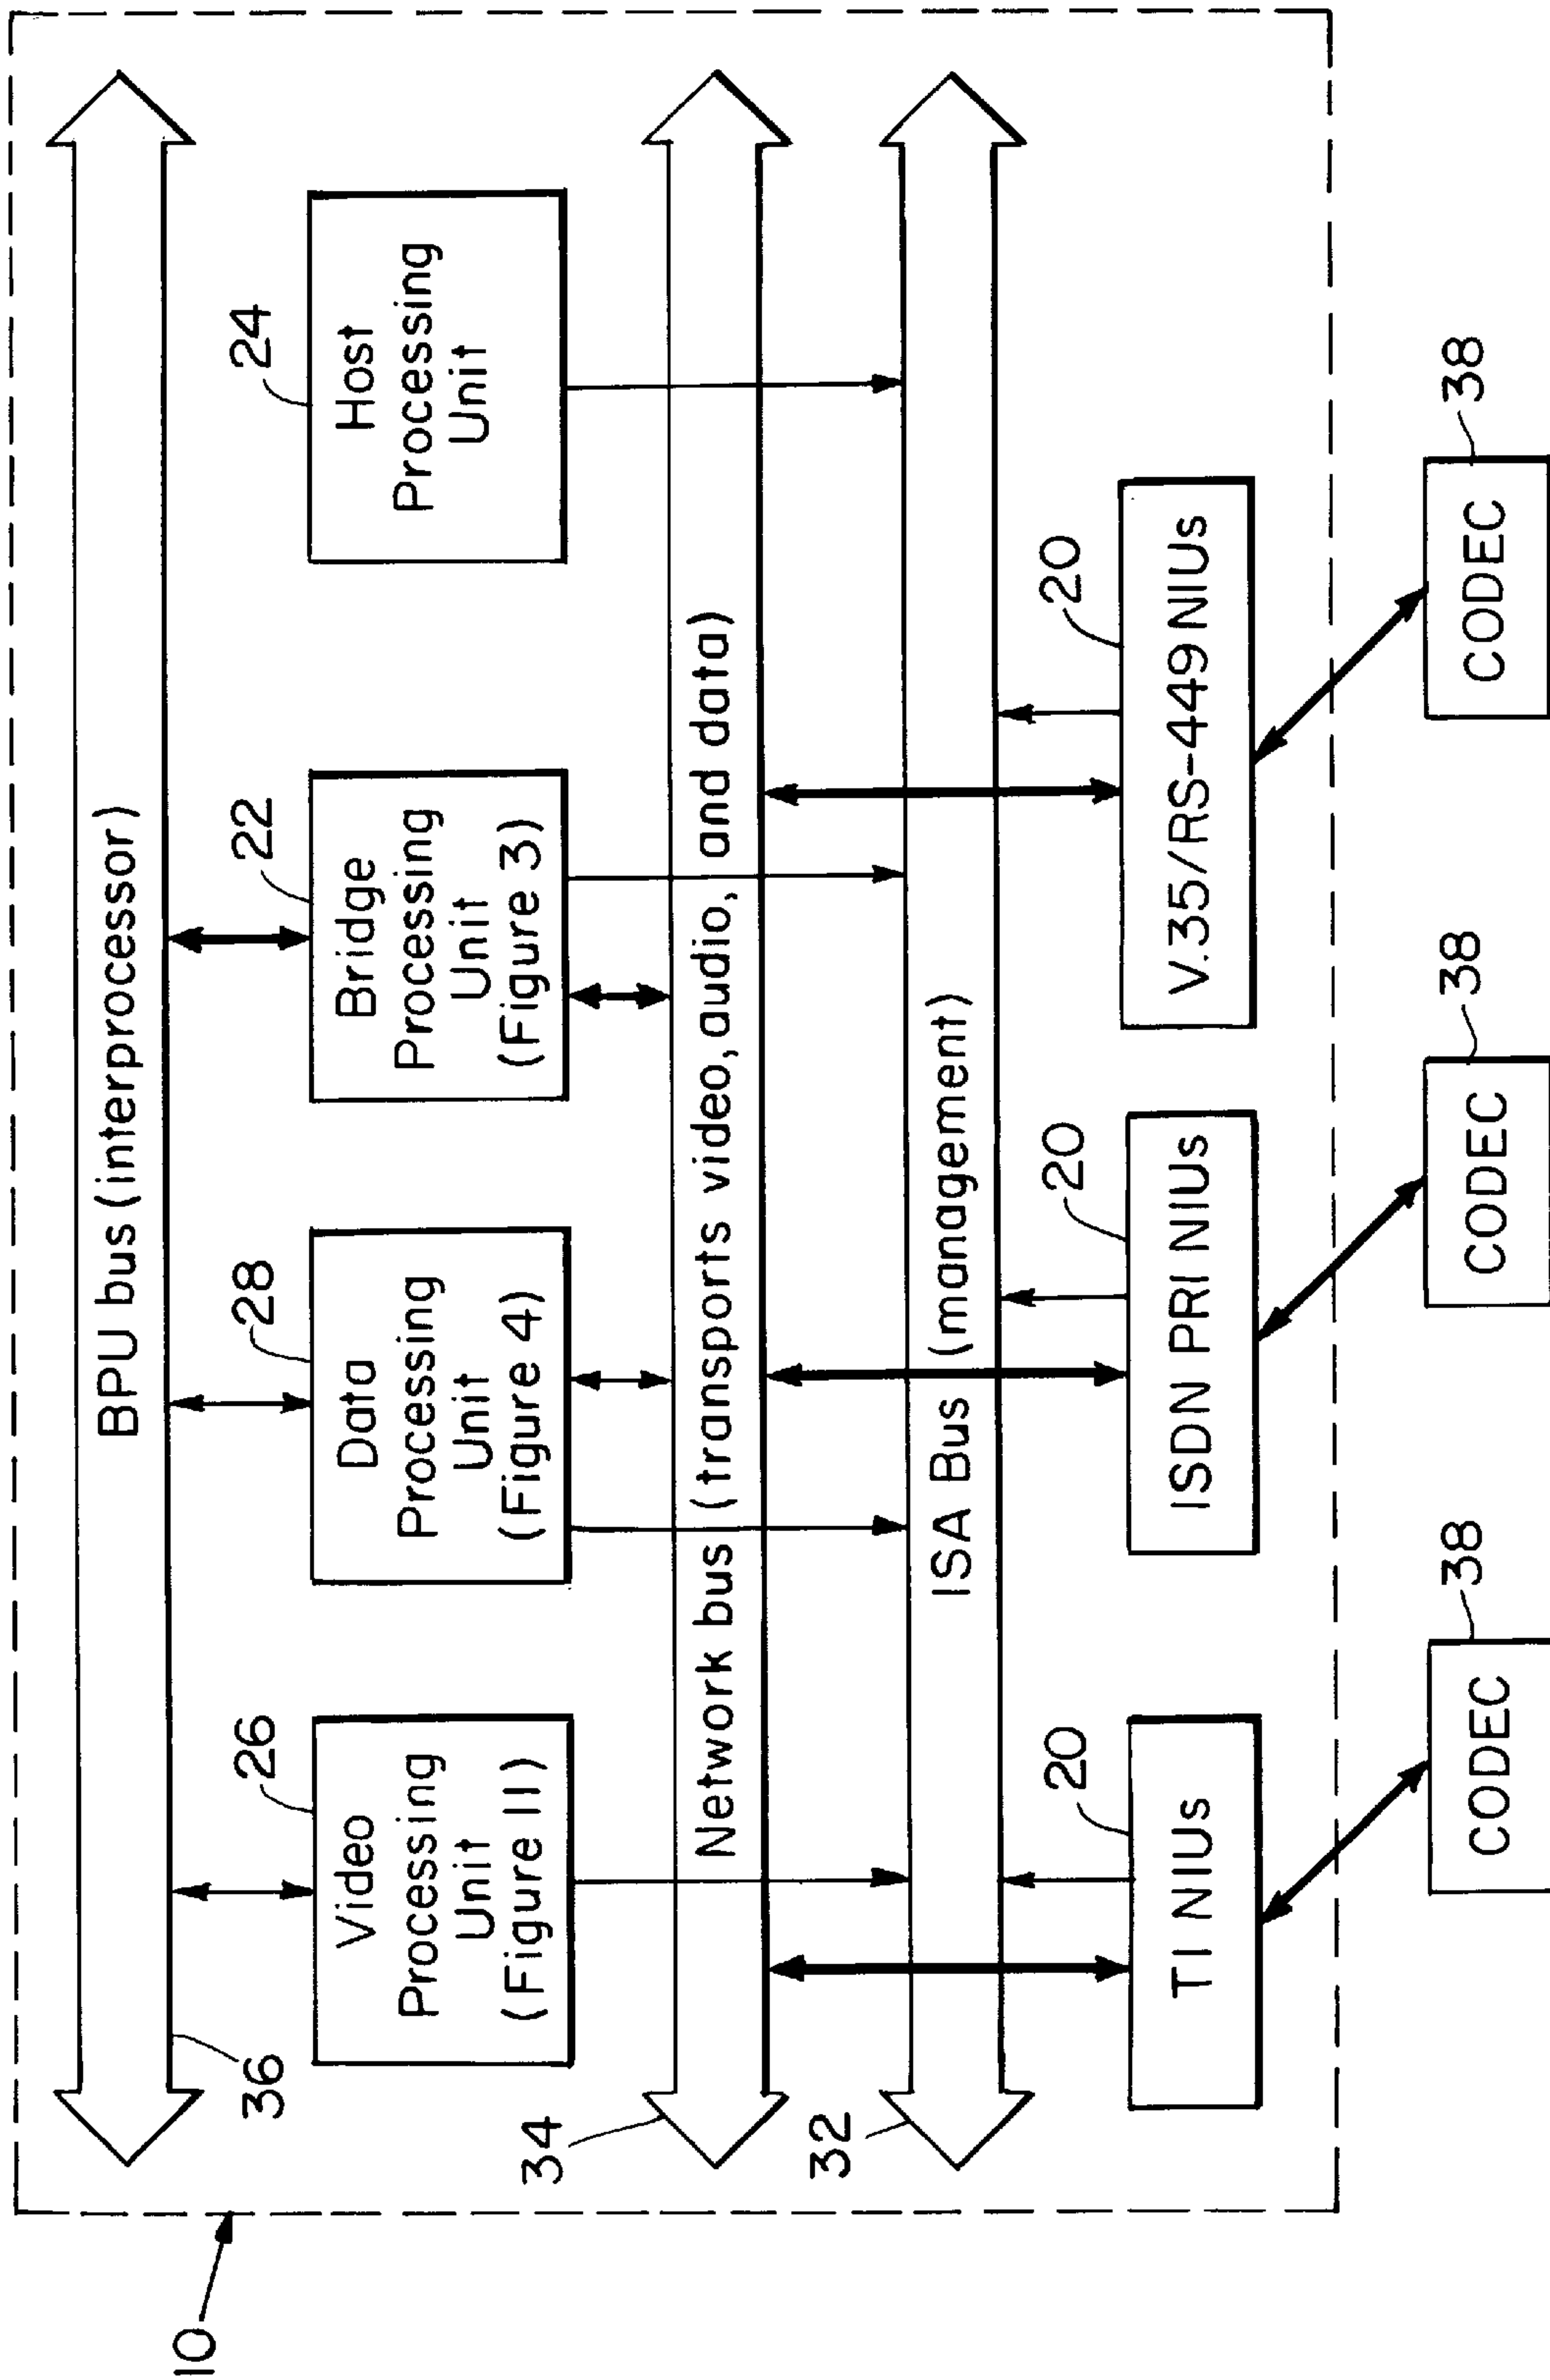 10
BPU bus (interprocessor)
36
26
28
22
24
Video
Processing
Unit
(Figure 11)
Data
Processing
Unit
(Figure 4)
Bridge
Processing
Unit
(Figure 3)
Host
Processing
Unit
34
Network bus (transports video, audio, and data)
32
ISA Bus (management)
20
20
20
T1 NIUs
ISDN PRI NIUs
V.35/RS-449 NIUs
38
38
38
CODEC
CODEC
CODEC